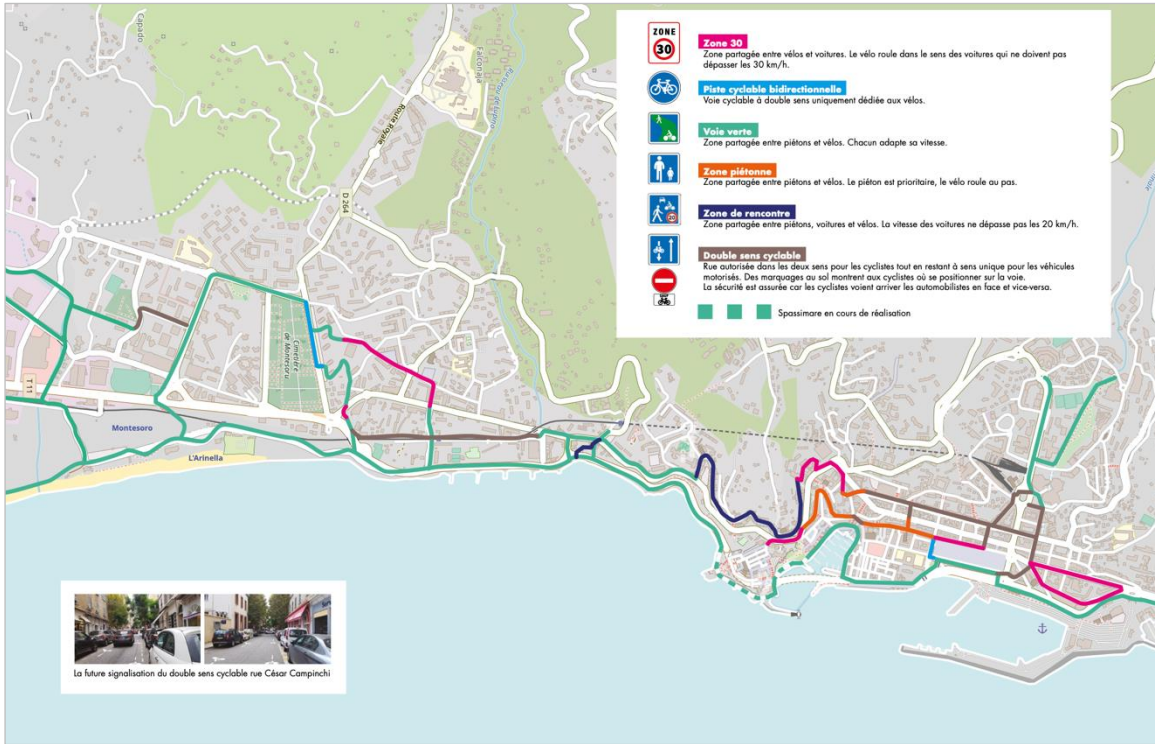 Capado
Falconaja
Fiuminale de Lupino
Route Royale
D 264
Cimetière
de Montesoru
T 11
Montesoro
L'Arinella
ZONE
30
Zone 30
Zone partagée entre vélos et voitures. Le vélo roule dans le sens des voitures qui ne doivent pas
dépasser les 30 km/h.
Piste cyclable bidirectionnelle
Voie cyclable à double sens uniquement dédiée aux vélos.
Voie verte
Zone partagée entre piétons et vélos. Chacun adapte sa vitesse.
Zone piétonne
Zone partagée entre piétons et vélos. Le piéton est prioritaire, le vélo roule au pas.
20
Zone de rencontre
Zone partagée entre piétons, voitures et vélos. La vitesse des voitures ne dépasse pas les 20 km/h.
Double sens cyclable
Rue autorisée dans les deux sens pour les cyclistes tout en restant à sens unique pour les véhicules
motorisés. Des marquages au sol montrent aux cyclistes où se positionner sur la voie.
La sécurité est assurée car les cyclistes voient arriver les automobilistes en face et vice-versa.
Spassimare en cours de réalisation
La future signalisation du double sens cyclable rue César Campinchi